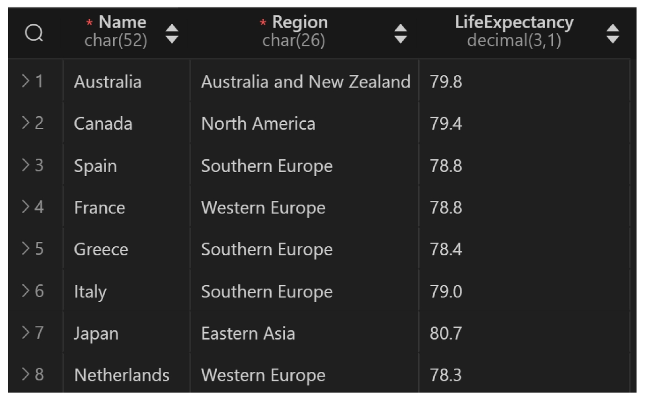 * Name * Region LifeExpectancy
char(52) char(26) decimal(3,1)
1 Australia Australia and New Zealand 79.8
2 Canada North America 79.4
3 Spain Southern Europe 78.8
4 France Western Europe 78.8
5 Greece Southern Europe 78.4
6 Italy Southern Europe 79.0
7 Japan Eastern Asia 80.7
8 Netherlands Western Europe 78.3